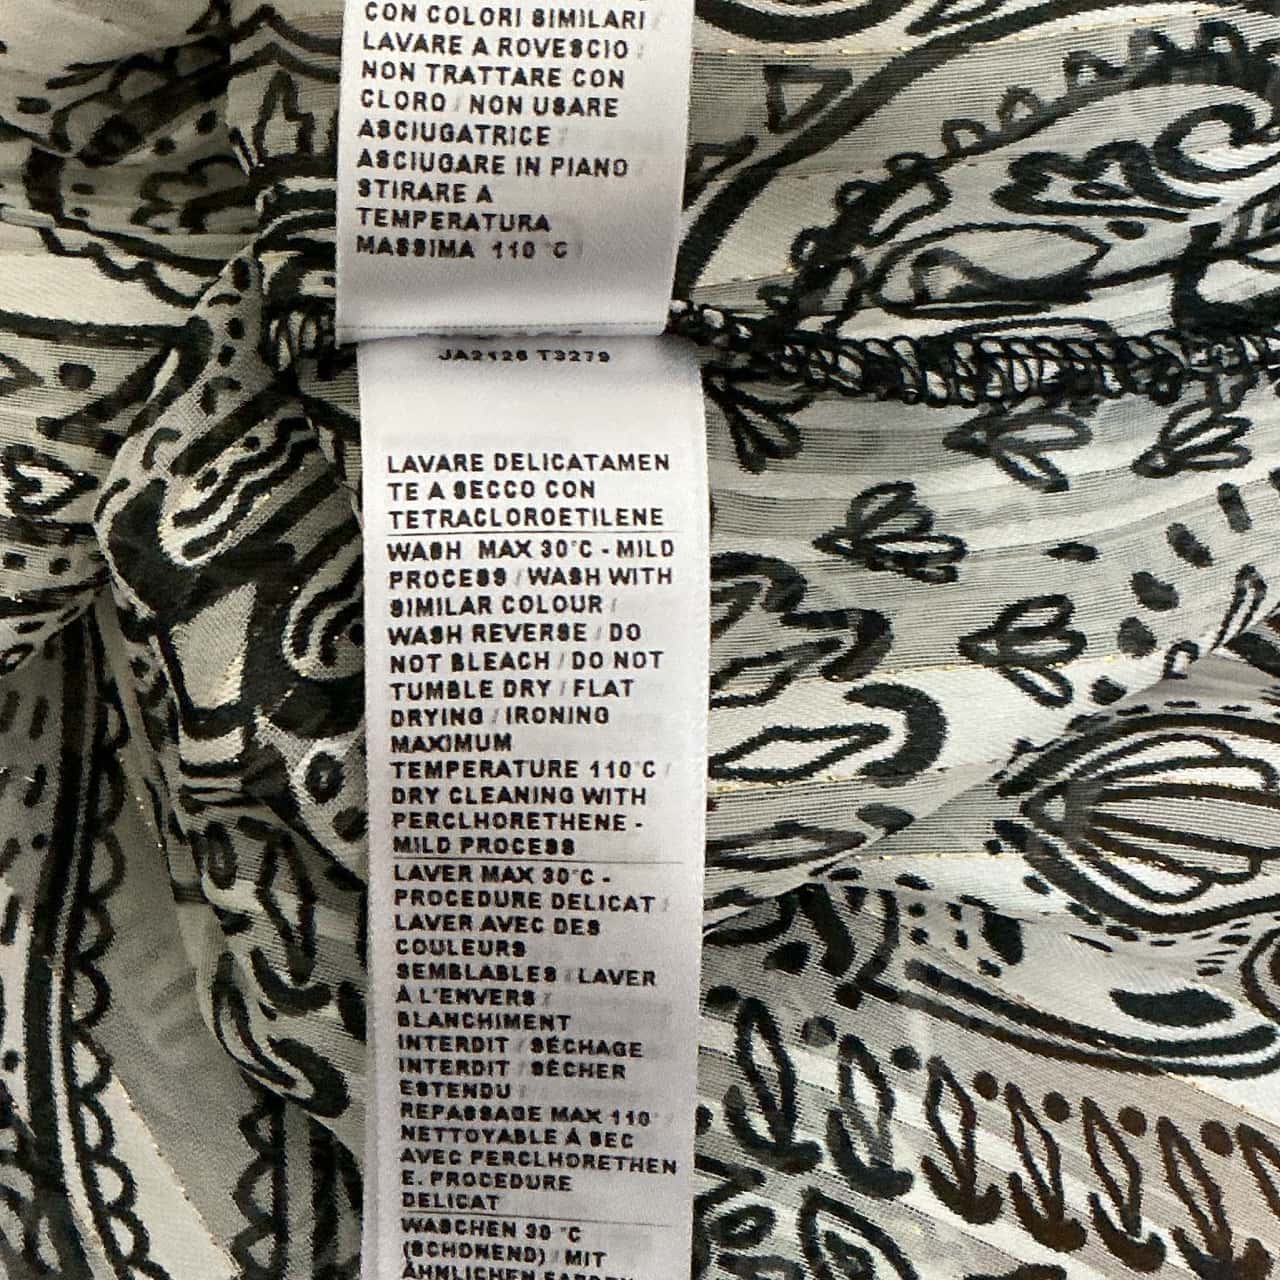 CON COLORI SIMILARI /
LAVARE A ROVESCIO /
NON TRATTARE CON
CLORO / NON USARE
ASCIUGATRICE /
ASCIUGARE IN PIANO /
STIRARE A
TEMPERATURA
MASSIMA 110 °C /
JA2126 T3279
LAVARE DELICATAMEN
TE A SECCO CON
TETRACLOROETILENE
WASH MAX 30°C - MILD
PROCESS / WASH WITH
SIMILAR COLOUR /
WASH REVERSE / DO
NOT BLEACH / DO NOT
TUMBLE DRY / FLAT
DRYING / IRONING
MAXIMUM
TEMPERATURE 110°C /
DRY CLEANING WITH
PERCLHORETHENE -
MILD PROCESS
LAVER MAX 30°C -
PROCEDURE DELICAT /
LAVER AVEC DES
COULEURS
SEMBLABLES / LAVER
À L'ENVERS /
BLANCHIMENT
INTERDIT / SÉCHAGE
INTERDIT / SÉCHER
ESTENDU /
REPASSAGE MAX 110° /
NETTOYABLE À SEC
AVEC PERCLHORETHEN
E. PROCEDURE
DELICAT
WASCHEN 30 °C
(SCHONEND) / MIT
ÄHNLICHEN FARBEN